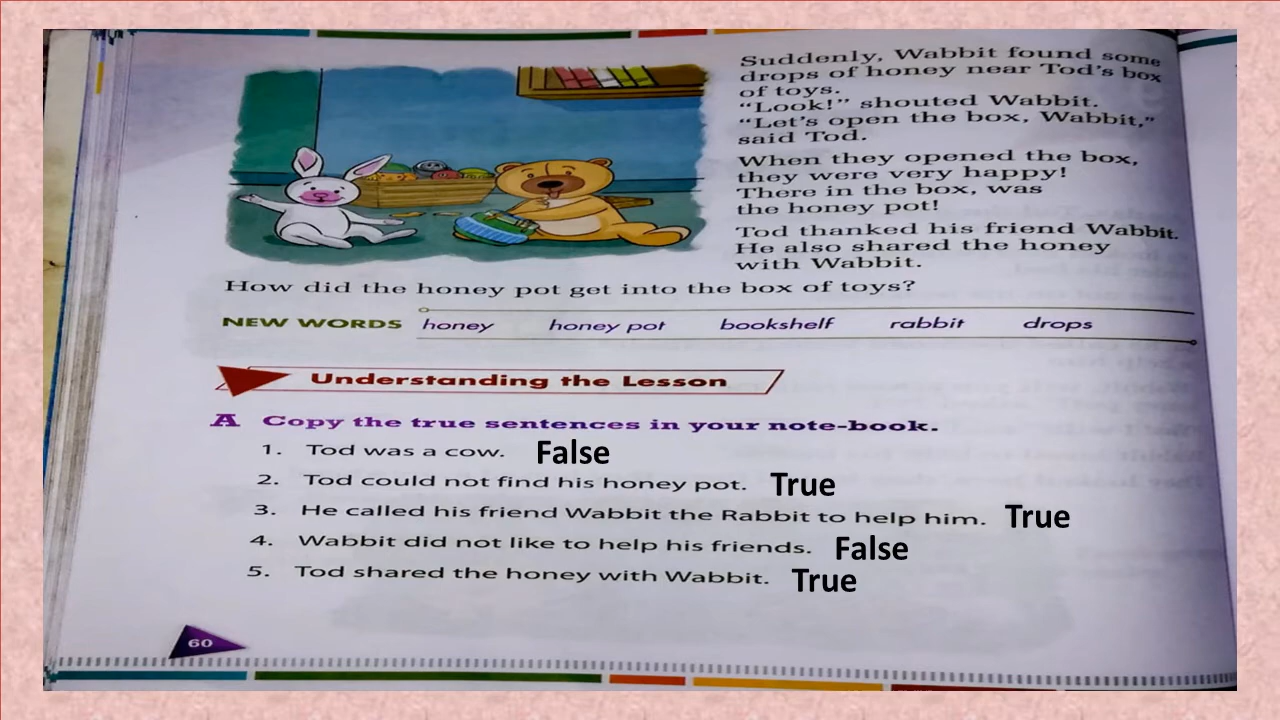 Suddenly, Wabbit found some
drops of honey near Tod's box
of toys.
“Look!” shouted Wabbit.
“Let's open the box, Wabbit,”
said Tod.
When they opened the box,
they were very happy!
There in the box, was
the honey pot!
Tod thanked his friend Wabbit.
He also shared the honey
with Wabbit.
How did the honey pot get into the box of toys?
NEW WORDS honey honey pot bookshelf rabbit drops
Understanding the Lesson
A Copy the true sentences in your note-book.
1. Tod was a cow. False
2. Tod could not find his honey pot. True
3. He called his friend Wabbit the Rabbit to help him. True
4. Wabbit did not like to help his friends. False
5. Tod shared the honey with Wabbit. True
60